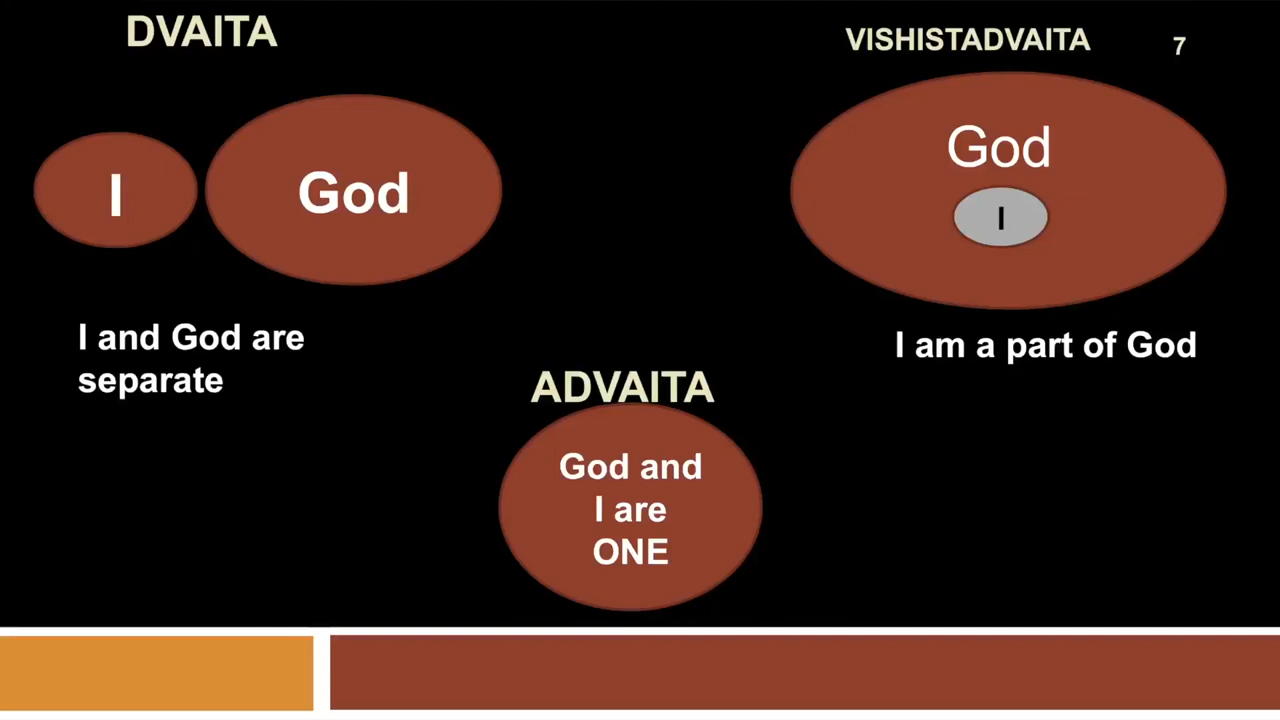 DVAITA
I
God
I and God are
separate
VISHISTADVAITA
7
God
I
I am a part of God
ADVAITA
God and
I are
ONE